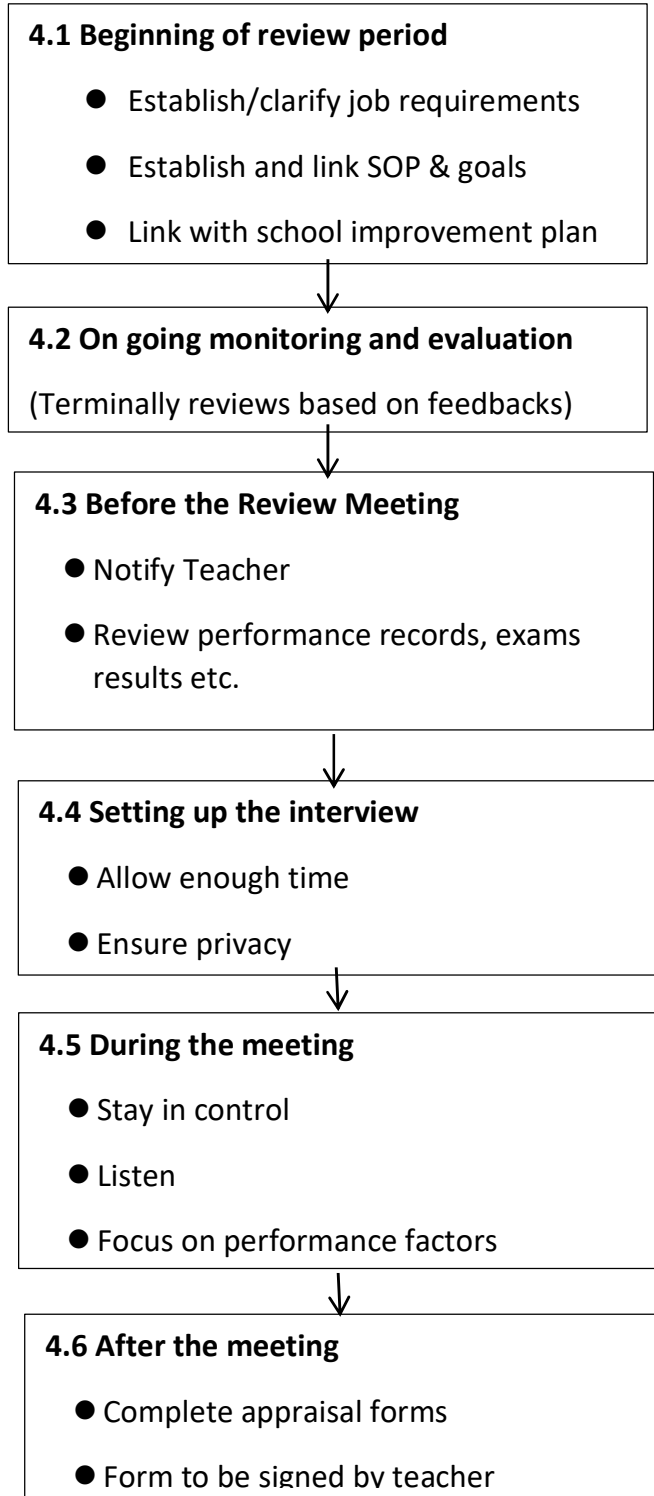 4.1 Beginning of review period
● Establish/clarify job requirements
● Establish and link SOP & goals
● Link with school improvement plan
4.2 On going monitoring and evaluation
(Terminally reviews based on feedbacks)
4.3 Before the Review Meeting
● Notify Teacher
● Review performance records, exams
results etc.
4.4 Setting up the interview
● Allow enough time
● Ensure privacy
4.5 During the meeting
● Stay in control
● Listen
● Focus on performance factors
4.6 After the meeting
● Complete appraisal forms
● Form to be signed by teacher